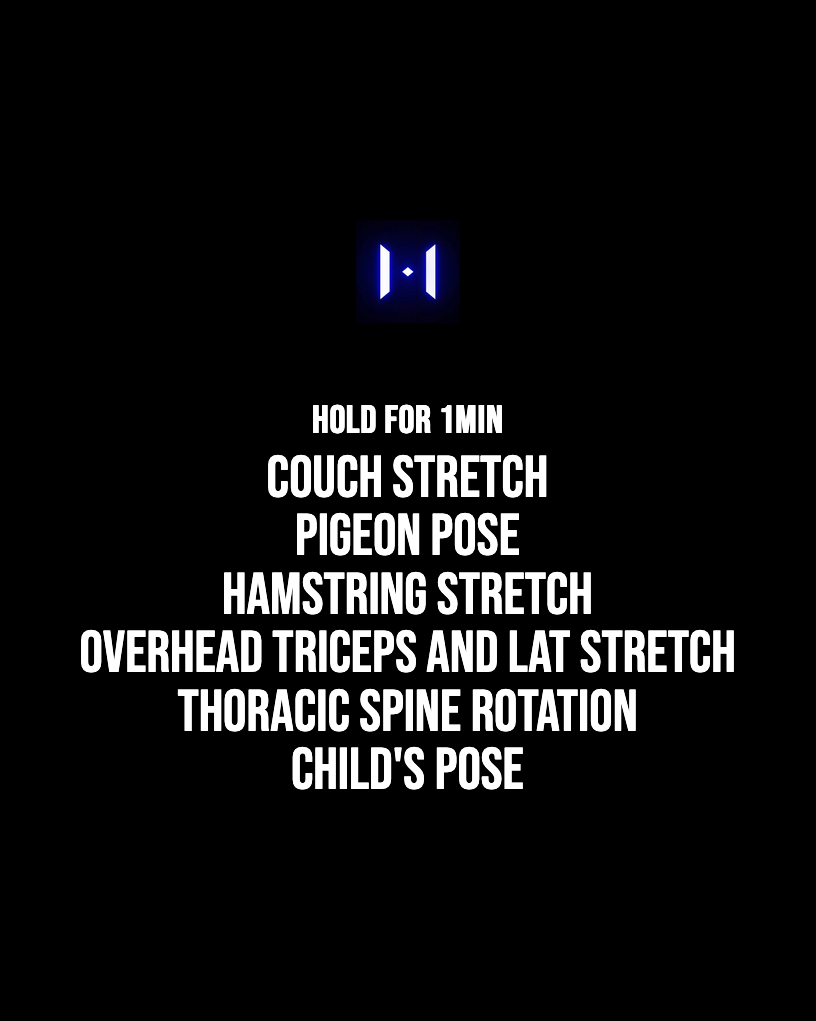 HOLD FOR 1MIN
COUCH STRETCH
PIGEON POSE
HAMSTRING STRETCH
OVERHEAD TRICEPS AND LAT STRETCH
THORACIC SPINE ROTATION
CHILD'S POSE